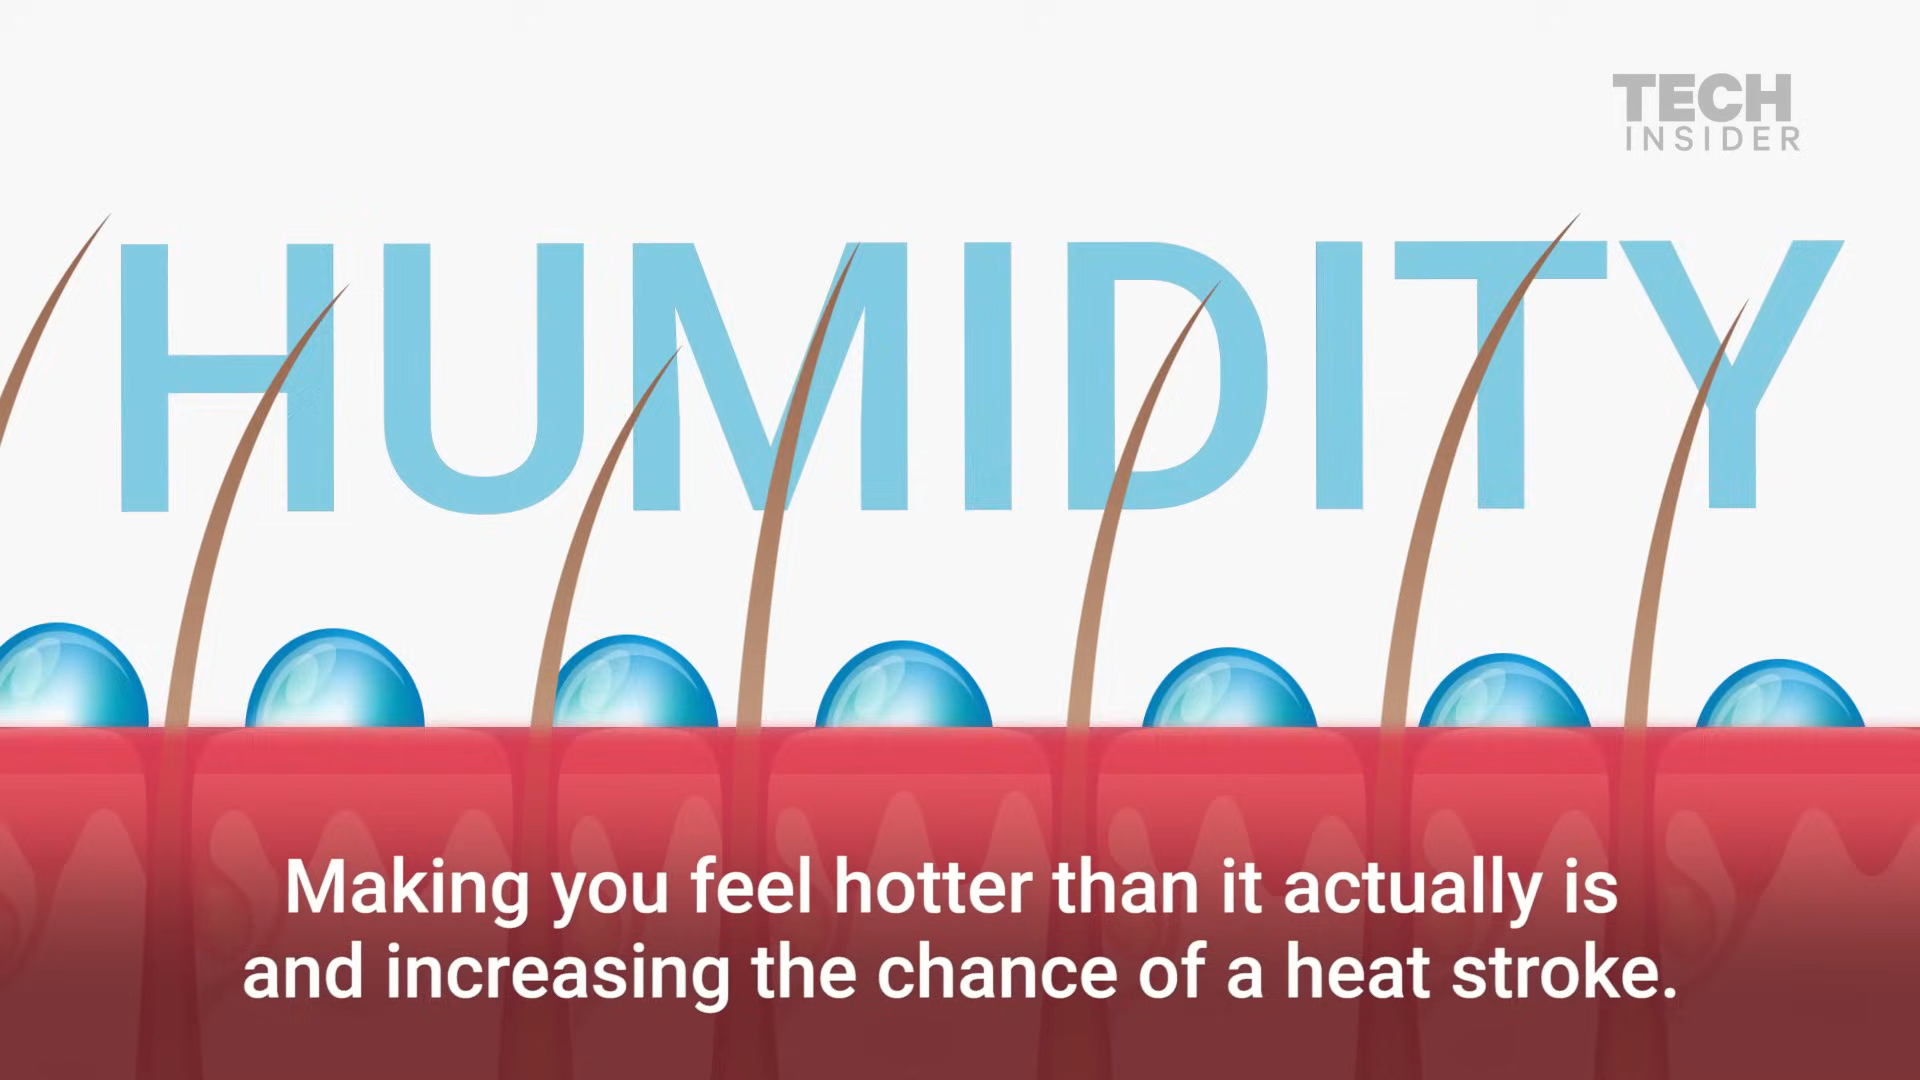 TECH
INSIDER
HUMIDITY
Making you feel hotter than it actually is
and increasing the chance of a heat stroke.